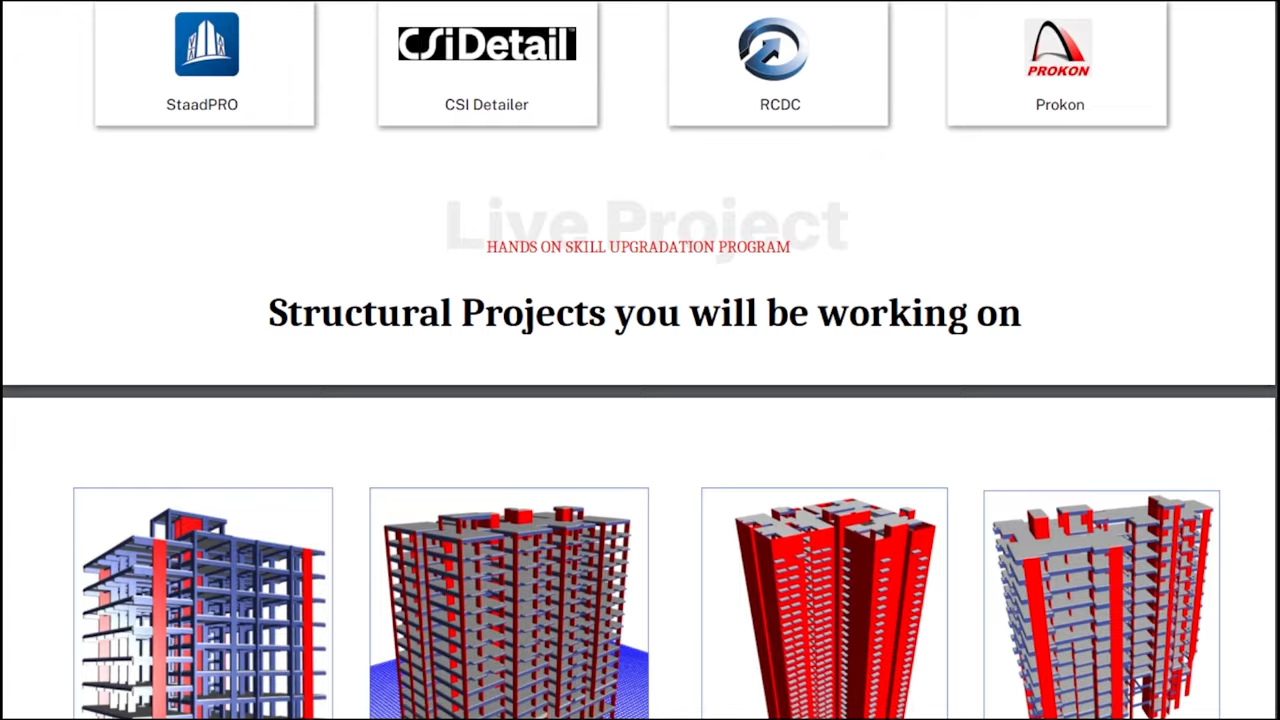 CSiDetail
PROKON
StaadPRO
CSI Detailer
RCDC
Prokon
Live Project
HANDS ON SKILL UPGRADATION PROGRAM
Structural Projects you will be working on